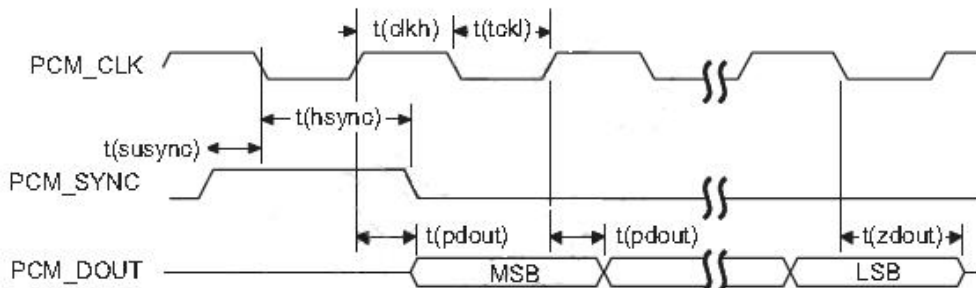 t(clkh)
t(tckl)
PCM_CLK
t(hsync)
t(susync)
PCM_SYNC
t(pdout)
t(pdout)
t(zdout)
PCM_DOUT
MSB
LSB